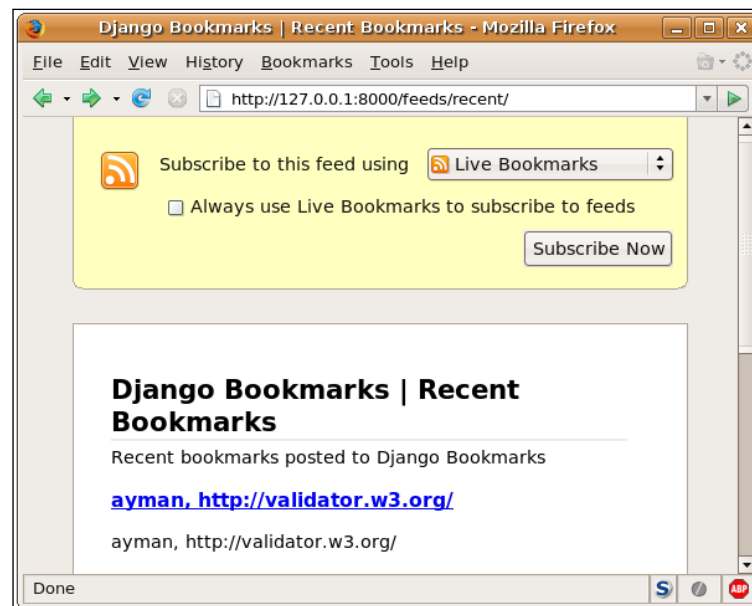 Django Bookmarks | Recent Bookmarks - Mozilla Firefox
File Edit View History Bookmarks Tools Help
http://127.0.0.1:8000/feeds/recent/
Subscribe to this feed using Live Bookmarks
Always use Live Bookmarks to subscribe to feeds
Subscribe Now
Django Bookmarks | Recent
Bookmarks
Recent bookmarks posted to Django Bookmarks
ayman, http://validator.w3.org/
ayman, http://validator.w3.org/
Done S ABP